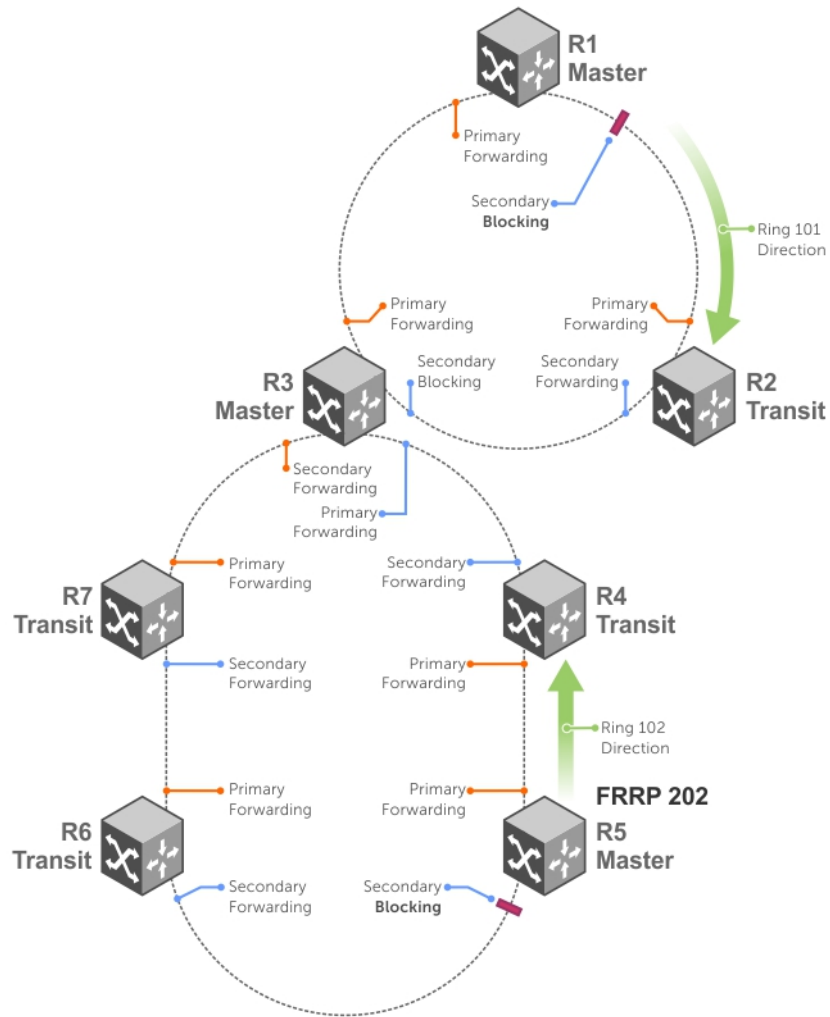 R1
Master
Primary
Forwarding
Secondary
Blocking
Ring 101
Direction
Primary
Forwarding
Primary
Forwarding
R3
Master
Secondary
Blocking
Secondary
Forwarding
R2
Transit
Secondary
Forwarding
Primary
Forwarding
R7
Transit
Primary
Forwarding
Secondary
Forwarding
R4
Transit
Secondary
Forwarding
Primary
Forwarding
Ring 102
Direction
Primary
Forwarding
Primary
Forwarding
FRRP 202
R6
Transit
R5
Master
Secondary
Forwarding
Secondary
Blocking